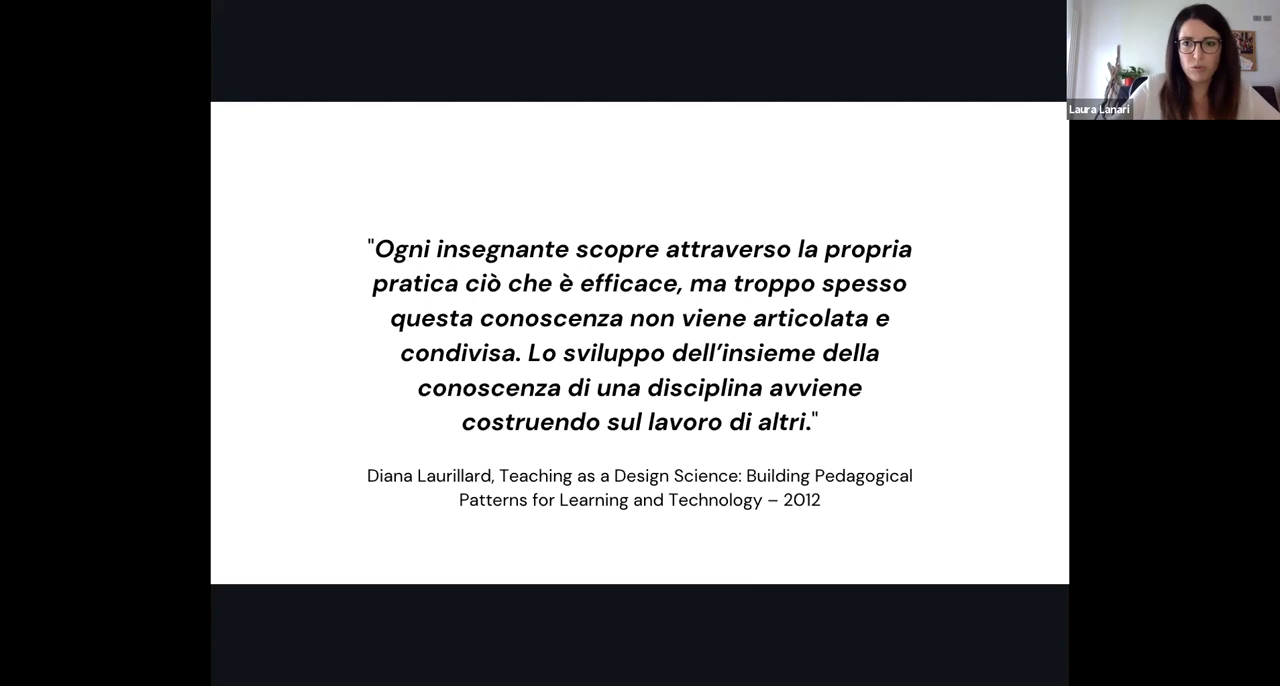 Laura Lanari
"Ogni insegnante scopre attraverso la propria
pratica ciò che è efficace, ma troppo spesso
questa conoscenza non viene articolata e
condivisa. Lo sviluppo dell’insieme della
conoscenza di una disciplina avviene
costruendo sul lavoro di altri."
Diana Laurillard, Teaching as a Design Science: Building Pedagogical
Patterns for Learning and Technology – 2012